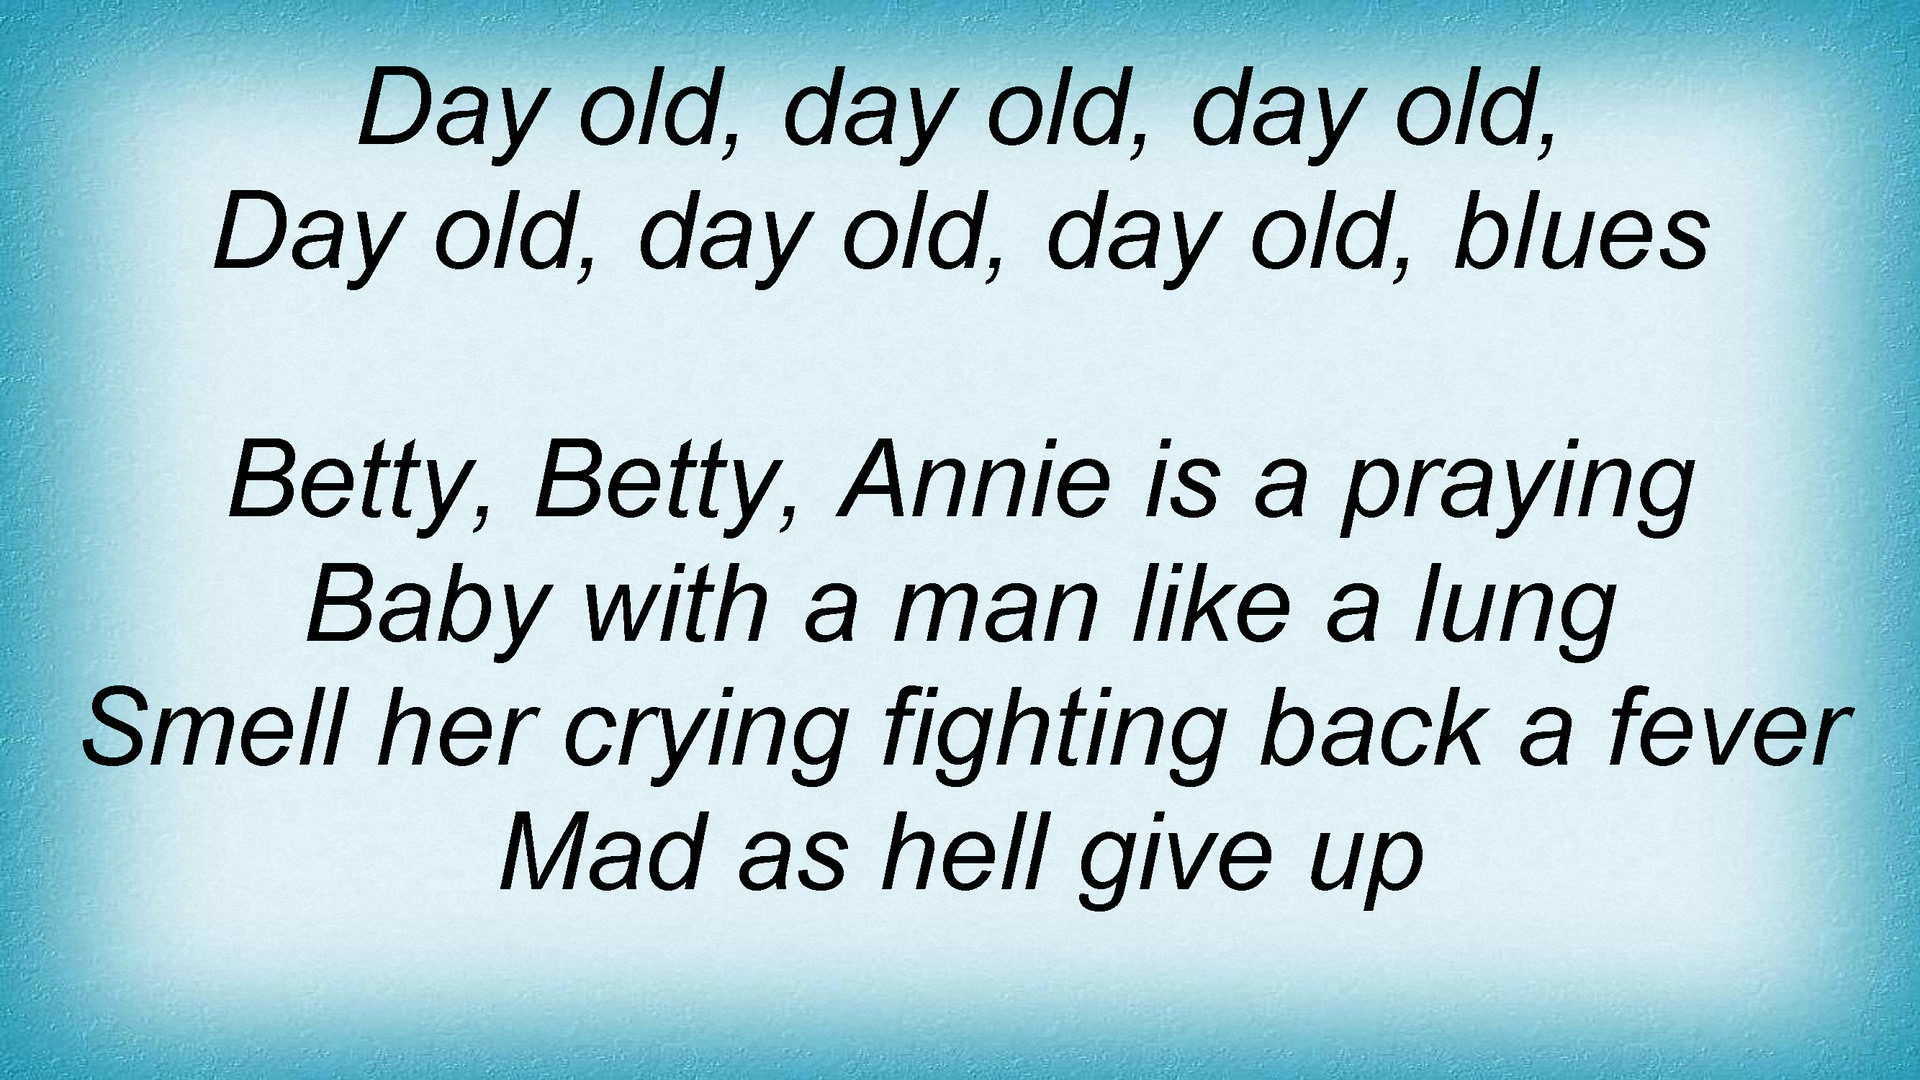 Day old, day old, day old,
Day old, day old, day old, blues
Betty, Betty, Annie is a praying
Baby with a man like a lung
Smell her crying fighting back a fever
Mad as hell give up